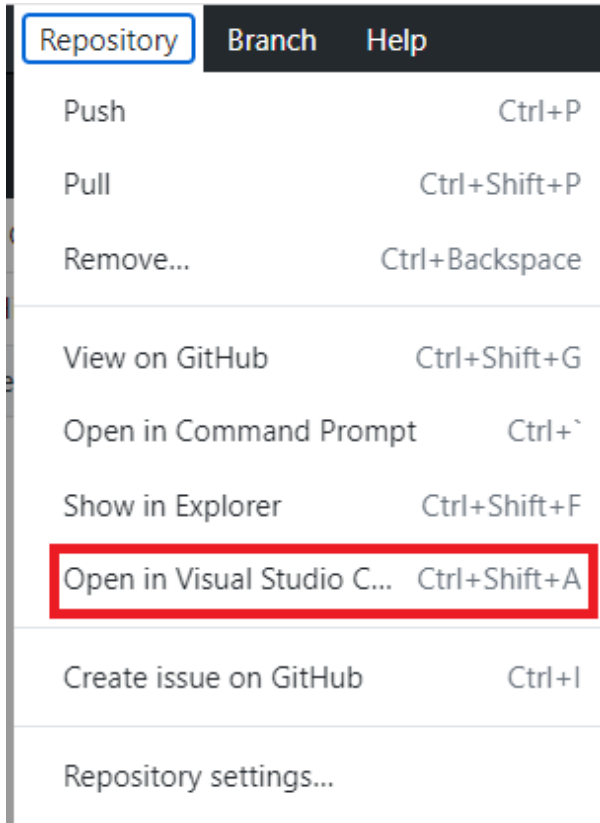 Repository Branch Help
Push Ctrl+P
Pull Ctrl+Shift+P
Remove... Ctrl+Backspace
View on GitHub Ctrl+Shift+G
Open in Command Prompt Ctrl+`
Show in Explorer Ctrl+Shift+F
Open in Visual Studio C... Ctrl+Shift+A
Create issue on GitHub Ctrl+I
Repository settings...